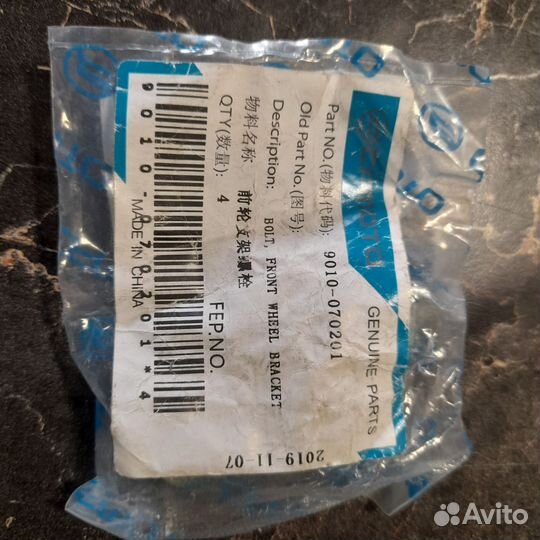 GENUINE PARTS
Part NO.(物料代码): 9010-070201
Old Part No.(图号):
Description: BOLT, FRONT WHEEL BRACKET
物料名称 前轮支架螺栓
QTY(数量): 4
FEP.NO.
2019-11-07
9010-070201*4
MADE IN CHINA
Avito